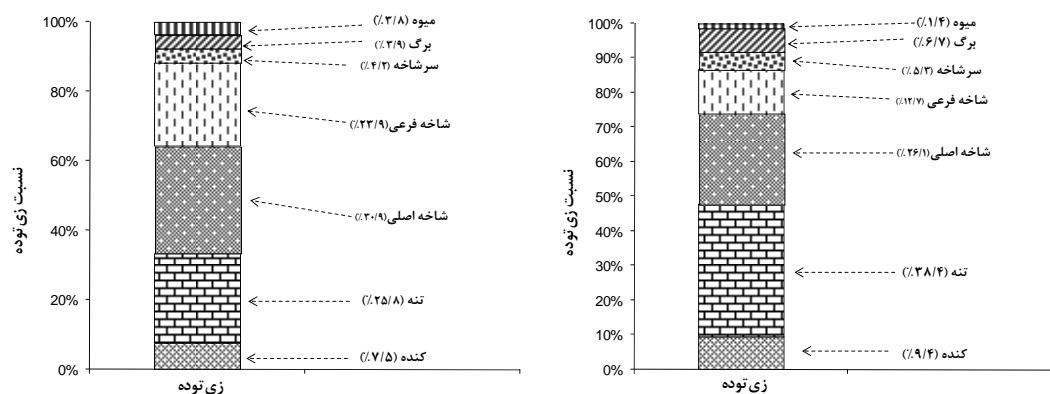 100%
80%
60%
40%
20%
0%
نسبت زی توده
میوه (٪۳/۸)
برگ (٪۳/۹)
سرشاخه (٪۴/۲)
شاخه فرعی (٪۲۳/۹)
شاخه اصلی (٪۳۰/۹)
تنه (٪۲۵/۸)
کنده (٪۷/۵)
زی توده
100%
90%
80%
70%
60%
50%
40%
30%
20%
10%
0%
نسبت زی توده
میوه (٪۱/۴)
برگ (٪۶/۷)
سرشاخه (٪۵/۳)
شاخه فرعی (٪۱۲/۷)
شاخه اصلی (٪۲۶/۱)
تنه (٪۳۸/۴)
کنده (٪۹/۴)
زی توده